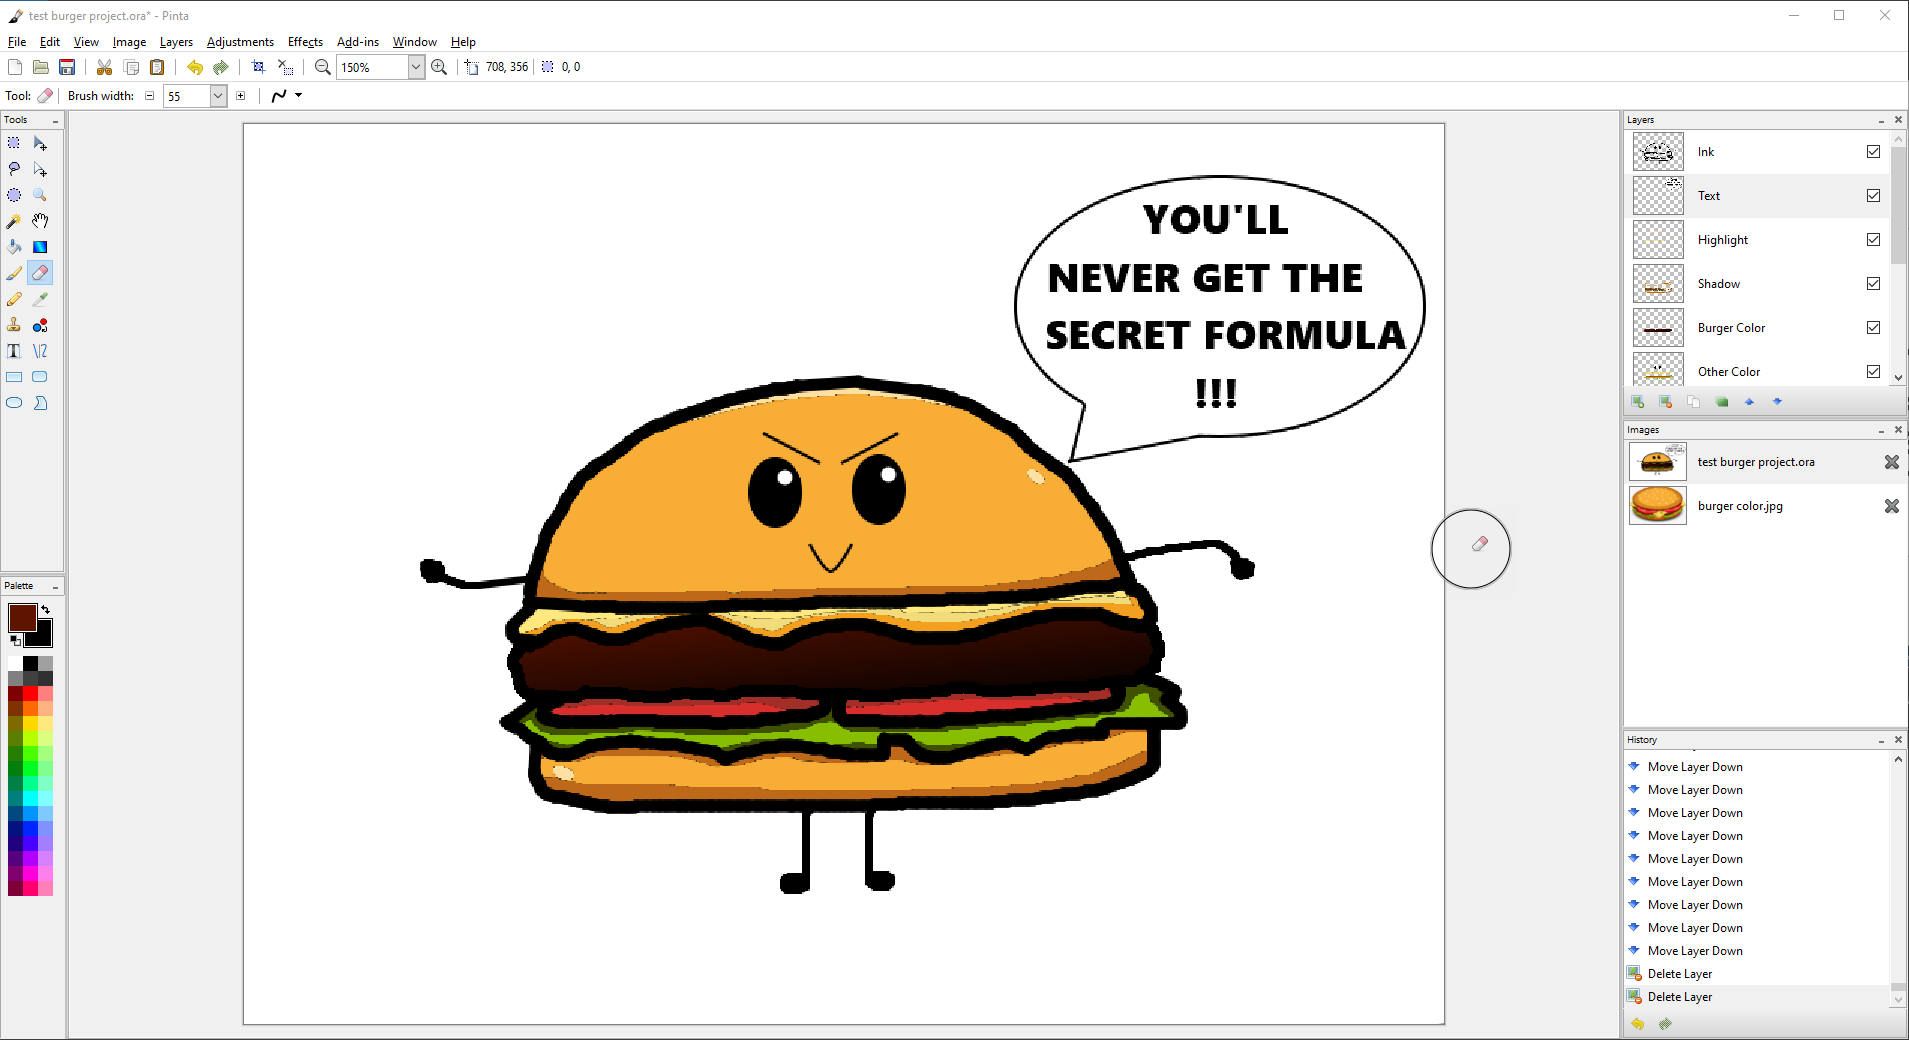 test burger project.ora* - Pinta
File Edit View Image Layers Adjustments Effects Add-ins Window Help
150% 708, 356 0, 0
Tool: Brush width: 55
Tools
Palette
YOU'LL
NEVER GET THE
SECRET FORMULA
!!!
Layers
Ink
Text
Highlight
Shadow
Burger Color
Other Color
Images
test burger project.ora
burger color.jpg
History
Move Layer Down
Move Layer Down
Move Layer Down
Move Layer Down
Move Layer Down
Move Layer Down
Move Layer Down
Move Layer Down
Move Layer Down
Delete Layer
Delete Layer